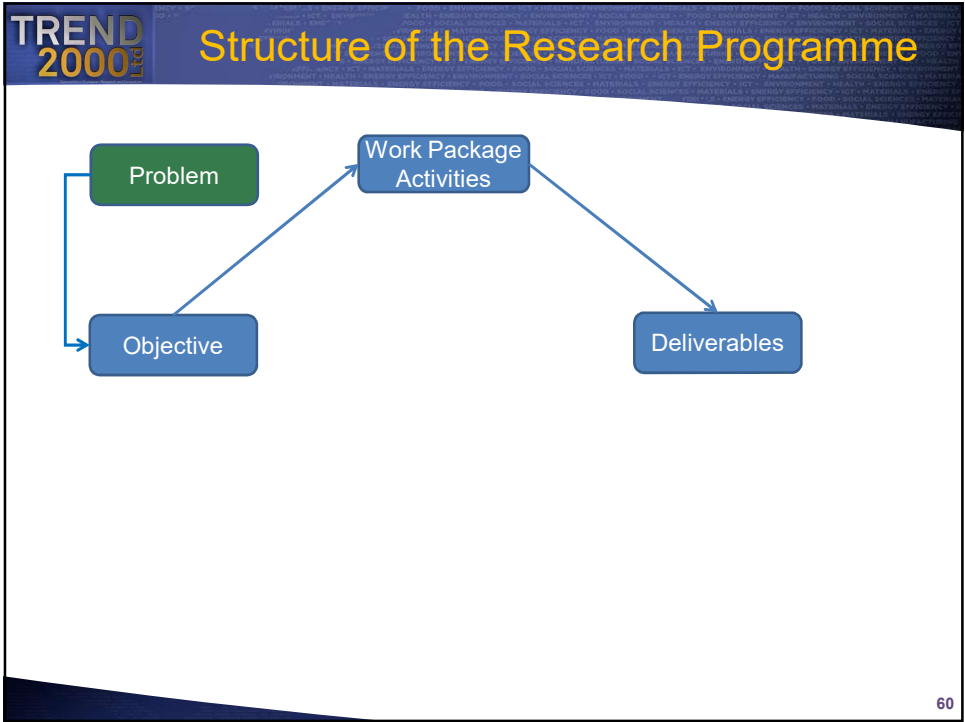 TREND
2000 Ltd
Structure of the Research Programme
Problem
Work Package
Activities
Objective
Deliverables
60